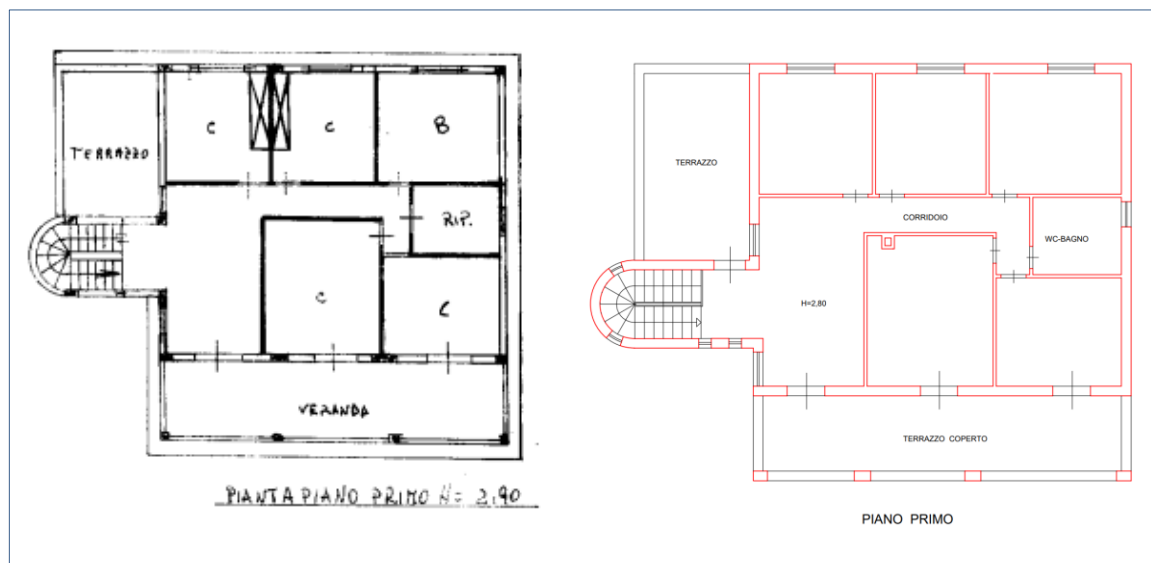 TERRAZZO
C
C
B
RIP.
C
C
VERANDA
PIANTA PIANO PRIMO H= 2,90
TERRAZZO
CORRIDOIO
WC-BAGNO
H=2,80
TERRAZZO COPERTO
PIANO PRIMO